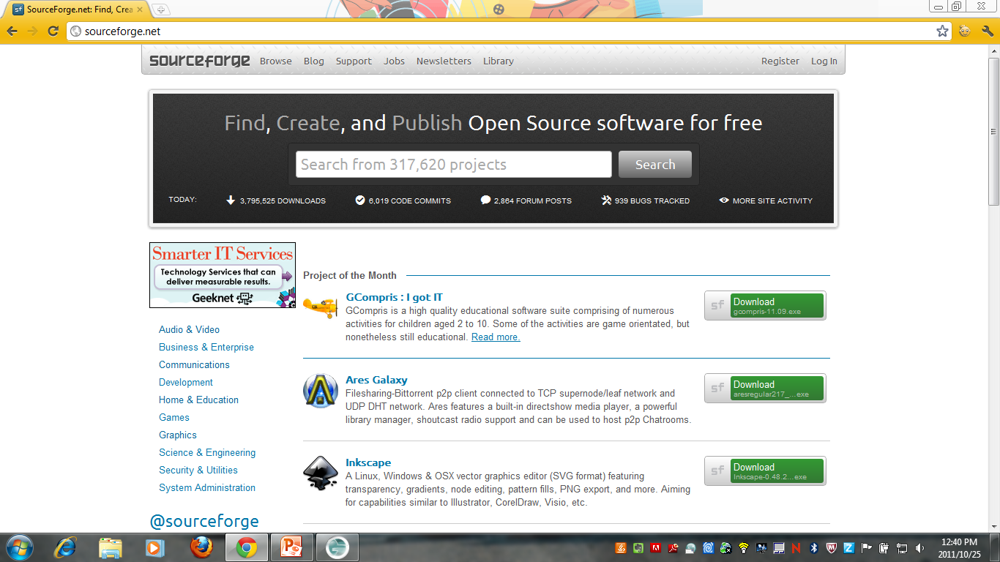 SourceForge.net: Find, Crea
sourceforge.net
sourceforge Browse Blog Support Jobs Newsletters Library Register Log In
Find, Create, and Publish Open Source software for free
Search from 317,620 projects Search
TODAY: 3,795,525 DOWNLOADS 6,019 CODE COMMITS 2,864 FORUM POSTS 939 BUGS TRACKED MORE SITE ACTIVITY
Smarter IT Services
Technology Services that can
deliver measurable results.
Geeknet
Audio & Video
Business & Enterprise
Communications
Development
Home & Education
Games
Graphics
Science & Engineering
Security & Utilities
System Administration
@sourceforge
Project of the Month
GCompris : I got IT
GCompris is a high quality educational software suite comprising of numerous
activities for children aged 2 to 10. Some of the activities are game orientated, but
nonetheless still educational. Read more.
sf Download
gcompris-11.09.exe
Ares Galaxy
Filesharing-Bittorrent p2p client connected to TCP supernode/leaf network and
UDP DHT network. Ares features a built-in directshow media player, a powerful
library manager, shoutcast radio support and can be used to host p2p Chatrooms.
sf Download
aresregular217_...exe
Inkscape
A Linux, Windows & OSX vector graphics editor (SVG format) featuring
transparency, gradients, node editing, pattern fills, PNG export, and more. Aiming
for capabilities similar to Illustrator, CorelDraw, Visio, etc.
sf Download
Inkscape-0.48.2...exe
12:40 PM
2011/10/25